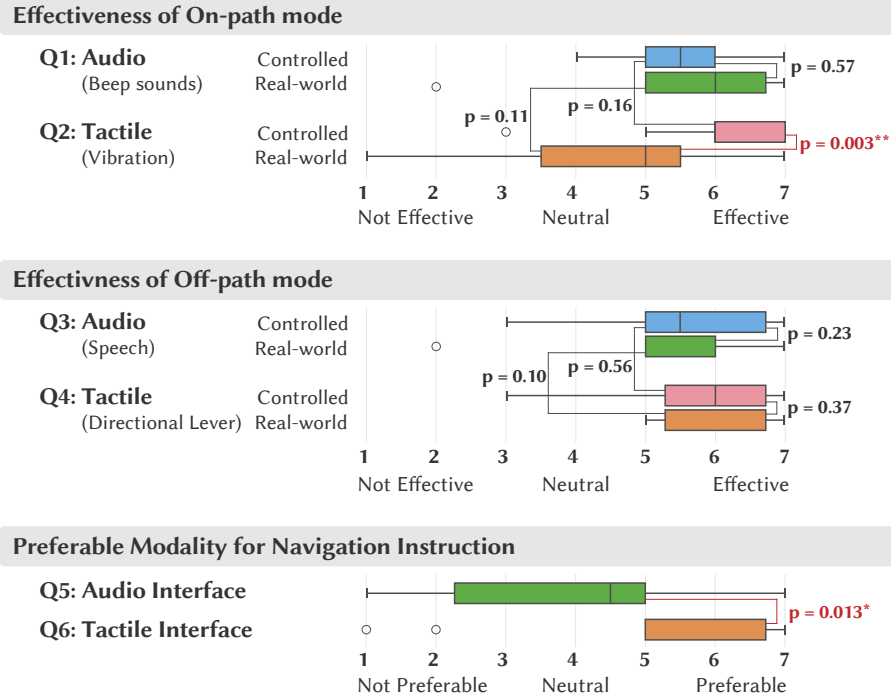 Effectiveness of On-path mode
Q1: Audio Controlled
(Beep sounds) Real-world
p = 0.57
p = 0.11
p = 0.16
Q2: Tactile Controlled
(Vibration) Real-world
p = 0.003**
1 2 3 4 5 6 7
Not Effective Neutral Effective
Effectivness of Off-path mode
Q3: Audio Controlled
(Speech) Real-world
p = 0.23
p = 0.10
p = 0.56
Q4: Tactile Controlled
(Directional Lever) Real-world
p = 0.37
1 2 3 4 5 6 7
Not Effective Neutral Effective
Preferable Modality for Navigation Instruction
Q5: Audio Interface
p = 0.013*
Q6: Tactile Interface
1 2 3 4 5 6 7
Not Preferable Neutral Preferable